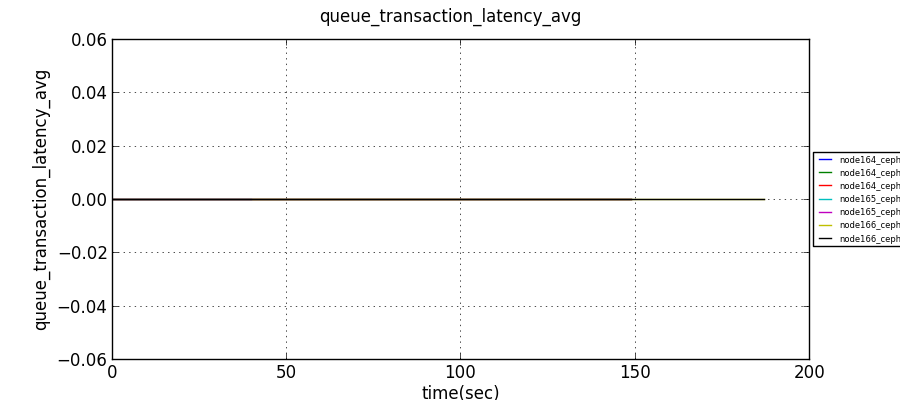 queue_transaction_latency_avg
queue_transaction_latency_avg
0.06
0.04
0.02
0.00
−0.02
−0.04
−0.06
0
50
100
150
200
time(sec)
node164_ceph
node164_ceph
node164_ceph
node165_ceph
node165_ceph
node166_ceph
node166_ceph